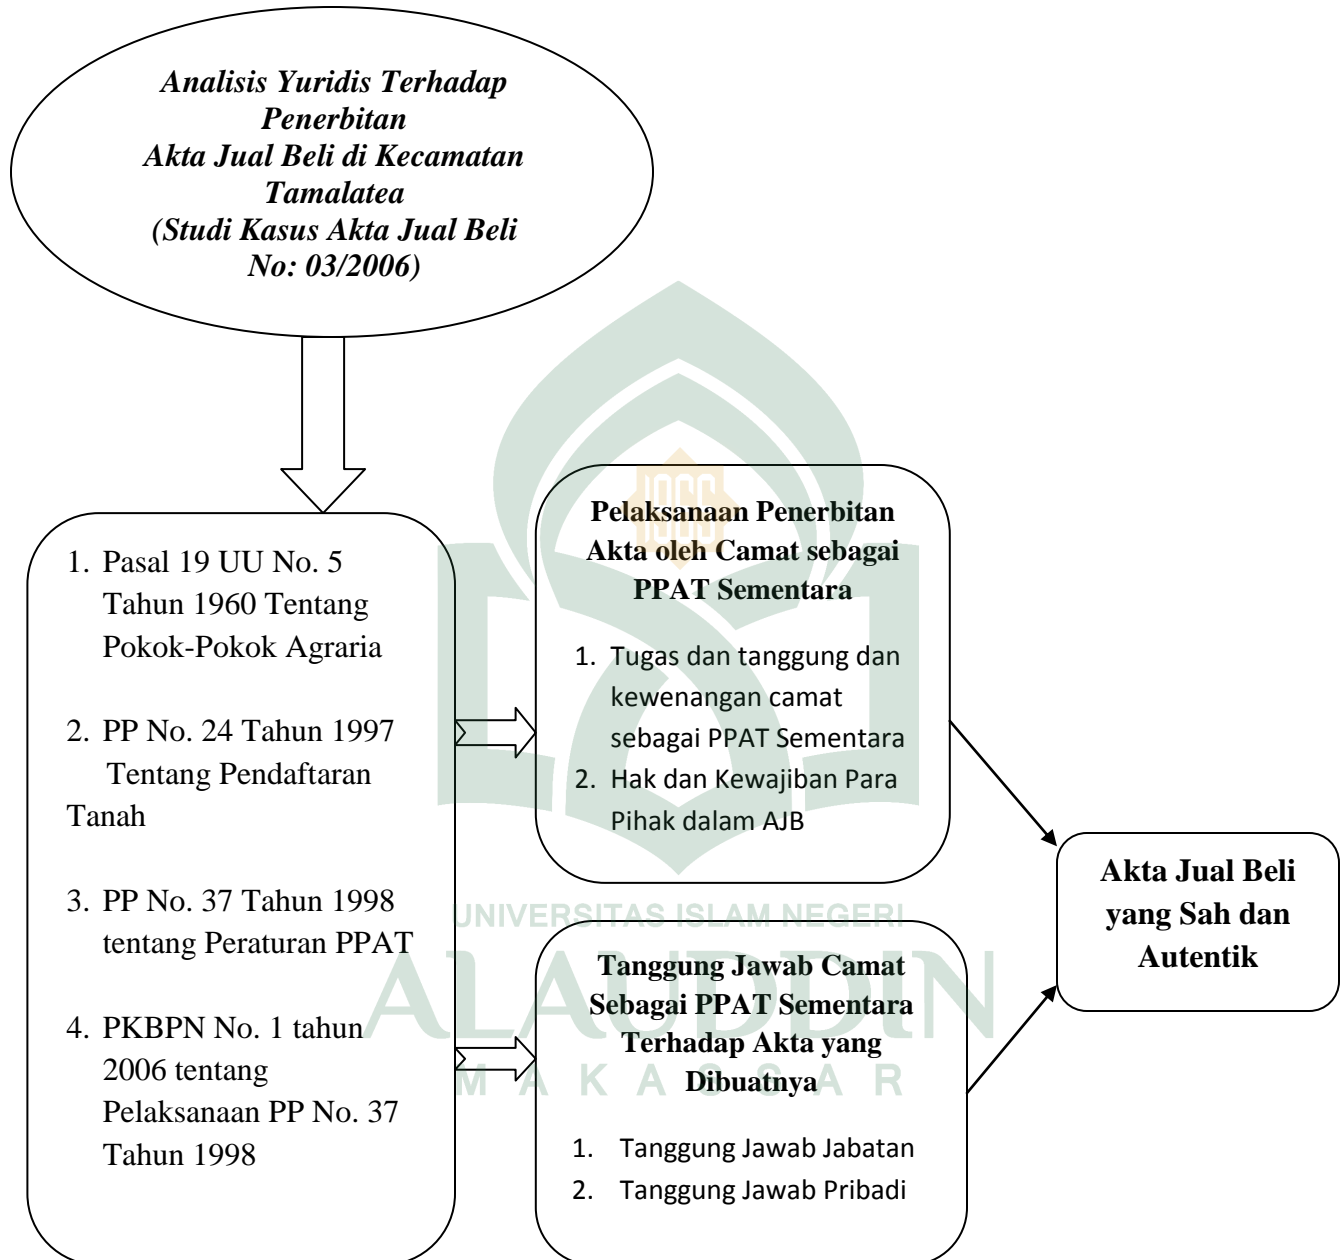 Analisis Yuridis Terhadap
Penerbitan
Akta Jual Beli di Kecamatan
Tamalatea
(Studi Kasus Akta Jual Beli
No: 03/2006)
1. Pasal 19 UU No. 5
Tahun 1960 Tentang
Pokok-Pokok Agraria
2. PP No. 24 Tahun 1997
Tentang Pendaftaran
Tanah
3. PP No. 37 Tahun 1998
tentang Peraturan PPAT
4. PKBPN No. 1 tahun
2006 tentang
Pelaksanaan PP No. 37
Tahun 1998
Pelaksanaan Penerbitan
Akta oleh Camat sebagai
PPAT Sementara
1. Tugas dan tanggung dan
kewenangan camat
sebagai PPAT Sementara
2. Hak dan Kewajiban Para
Pihak dalam AJB
Tanggung Jawab Camat
Sebagai PPAT Sementara
Terhadap Akta yang
Dibuatnya
1. Tanggung Jawab Jabatan
2. Tanggung Jawab Pribadi
Akta Jual Beli
yang Sah dan
Autentik
UNIVERSITAS ISLAM NEGERI
ALAUDDIN
MAKASSAR